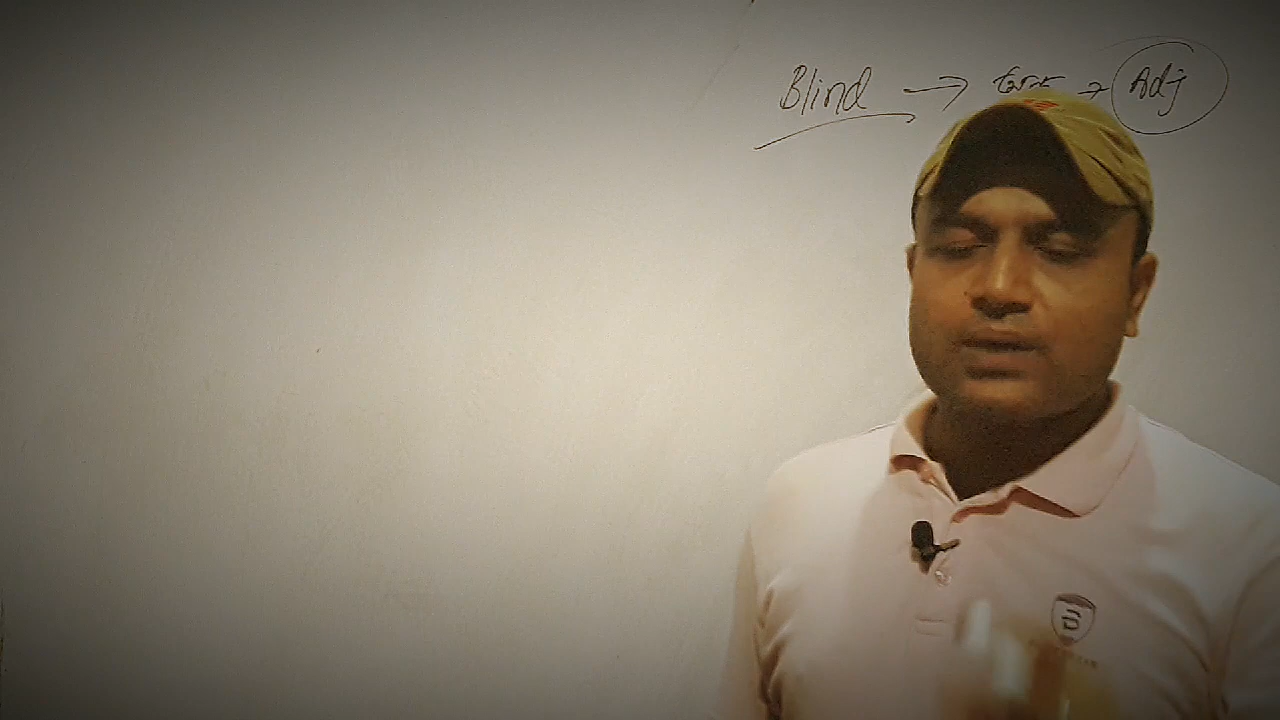 Blind → → Adj